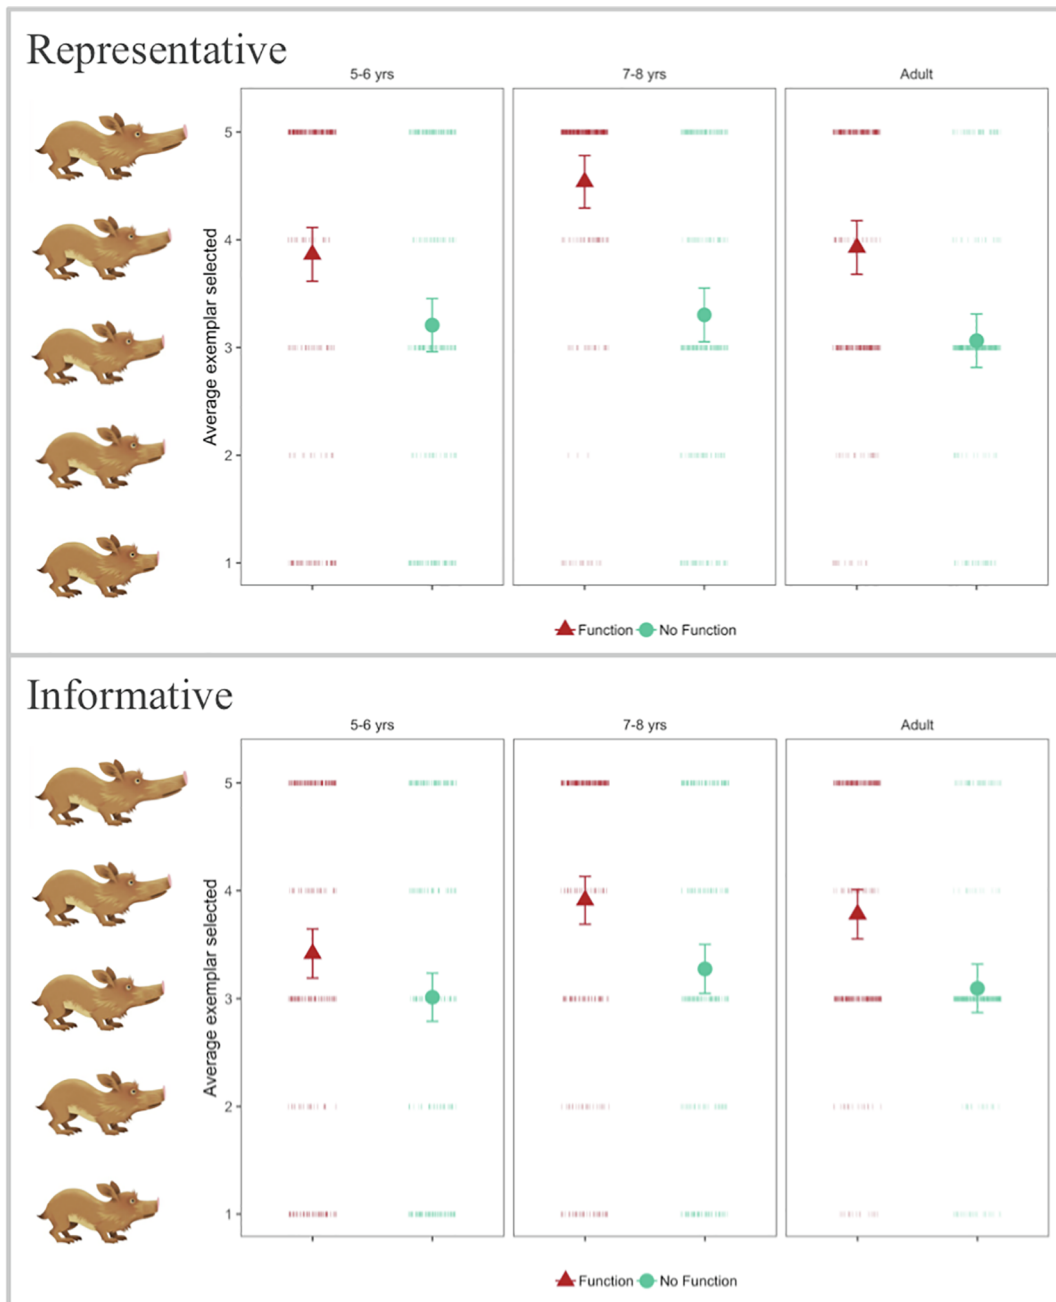 Representative
5-6 yrs
7-8 yrs
Adult
Average exemplar selected
5
4
3
2
1
Function
No Function
Informative
5-6 yrs
7-8 yrs
Adult
Average exemplar selected
5
4
3
2
1
Function
No Function